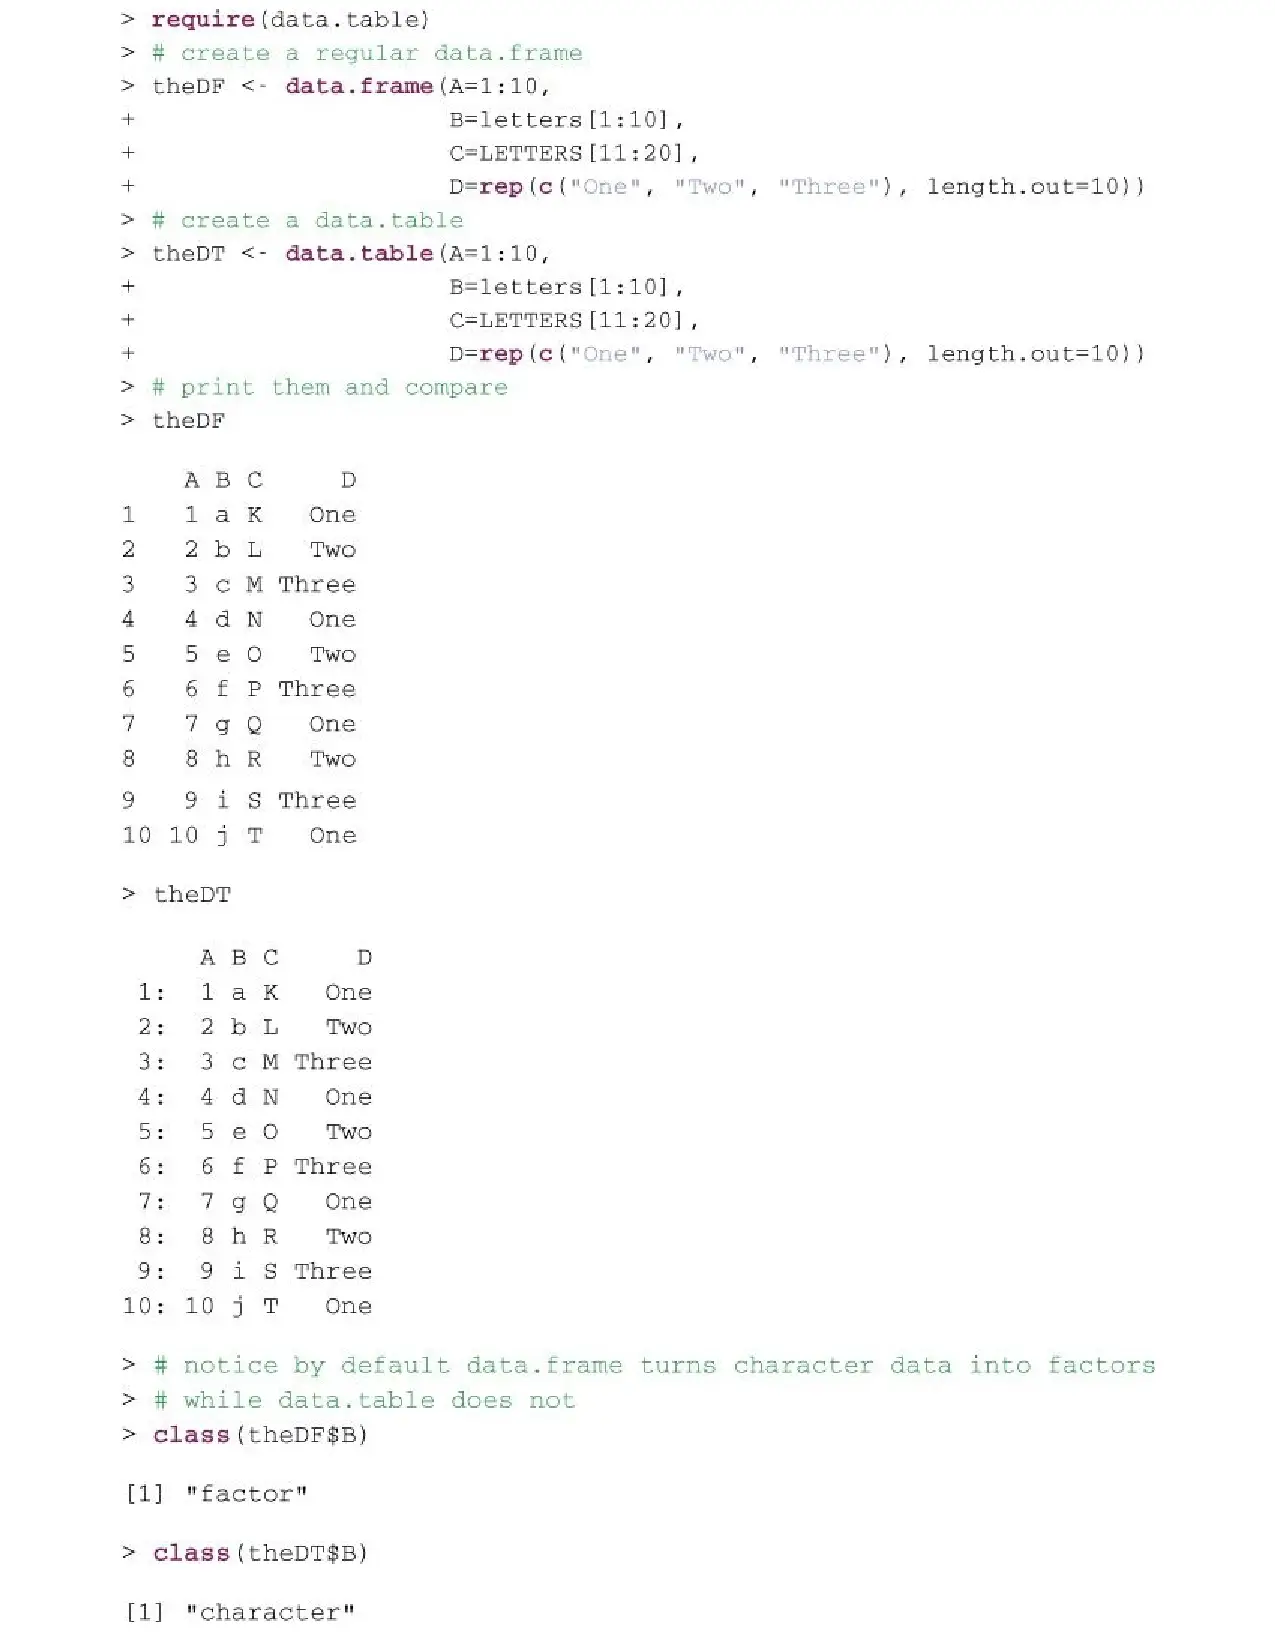 > require(data.table)
> # create a regular data.frame
> theDF <- data.frame(A=1:10,
+                     B=letters[1:10],
+                     C=LETTERS[11:20],
+                     D=rep(c("One", "Two", "Three"), length.out=10))
> # create a data.table
> theDT <- data.table(A=1:10,
+                     B=letters[1:10],
+                     C=LETTERS[11:20],
+                     D=rep(c("One", "Two", "Three"), length.out=10))
> # print them and compare
> theDF
    A B C     D
1   1 a K   One
2   2 b L   Two
3   3 c M Three
4   4 d N   One
5   5 e O   Two
6   6 f P Three
7   7 g Q   One
8   8 h R   Two
9   9 i S Three
10 10 j T   One
> theDT
     A B C     D
 1:  1 a K   One
 2:  2 b L   Two
 3:  3 c M Three
 4:  4 d N   One
 5:  5 e O   Two
 6:  6 f P Three
 7:  7 g Q   One
 8:  8 h R   Two
 9:  9 i S Three
10: 10 j T   One
> # notice by default data.frame turns character data into factors
> # while data.table does not
> class(theDF$B)
[1] "factor"
> class(theDT$B)
[1] "character"